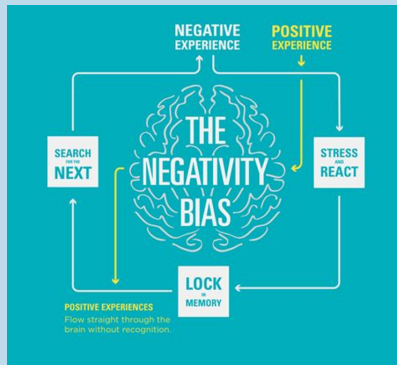 NEGATIVE
EXPERIENCE
POSITIVE
EXPERIENCE
THE
NEGATIVITY
BIAS
STRESS
AND
REACT
LOCK
IN
MEMORY
SEARCH
FOR THE
NEXT
POSITIVE EXPERIENCES
Flow straight through the
brain without recognition.